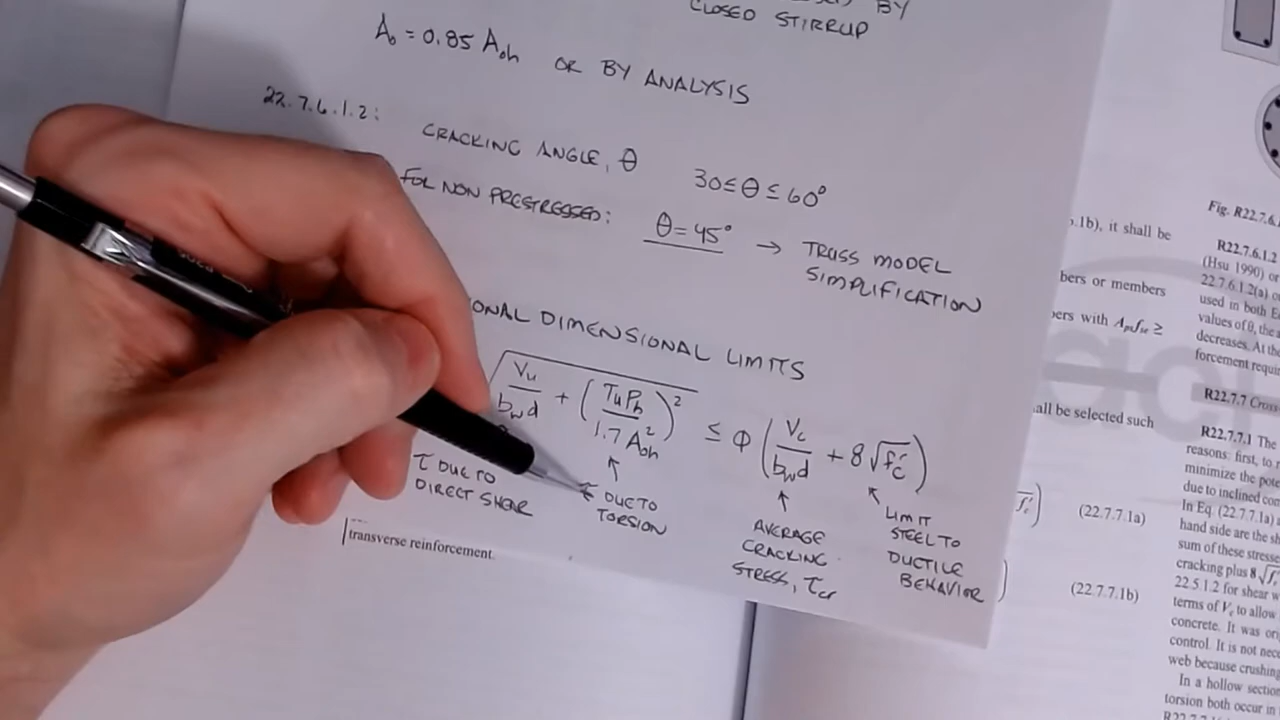 BY
CLOSED STIRRUP
A₀ = 0.85 Aₒₕ OR BY ANALYSIS
22.7.6.1.2:
CRACKING ANGLE, θ 30≤θ≤60°
FOR NON PRESTRESSED: θ=45° → TRUSS MODEL
SIMPLIFICATION
ONAL DIMENSIONAL LIMITS
√(Vu/(bwd) + (TuPh/(1.7Aoh²))²) ≤ φ(Vc/(bwd) + 8√f'c)
τ DUE TO
DIRECT SHEAR
τ DUE TO
TORSION
AVERAGE
CRACKING
STRESS, τcr
LIMIT
STEEL TO
DUCTILE
BEHAVIOR
transverse reinforcement.
.1b), it shall be
bers or members
bers with Apsfse ≥
all be selected such
(22.7.7.1a)
(22.7.7.1b)
Fig. R22.7.6.
R22.7.6.1.2
(Hsu 1990) or
22.7.6.1.2(a) o
used in both E
values of θ, the
decreases. At the
forcement requi
R22.7.7 Cross
R22.7.7.1 The
reasons: first, to
minimize the pote
due to inclined con
In Eq. (22.7.7.1a)
hand side are the sh
sum of these stresse
cracking plus 8√f
22.5.1.2 for shear w
terms of Vc to allow
concrete. It was ori
control. It is not nece
web because crushing
In a hollow section
torsion both occur in